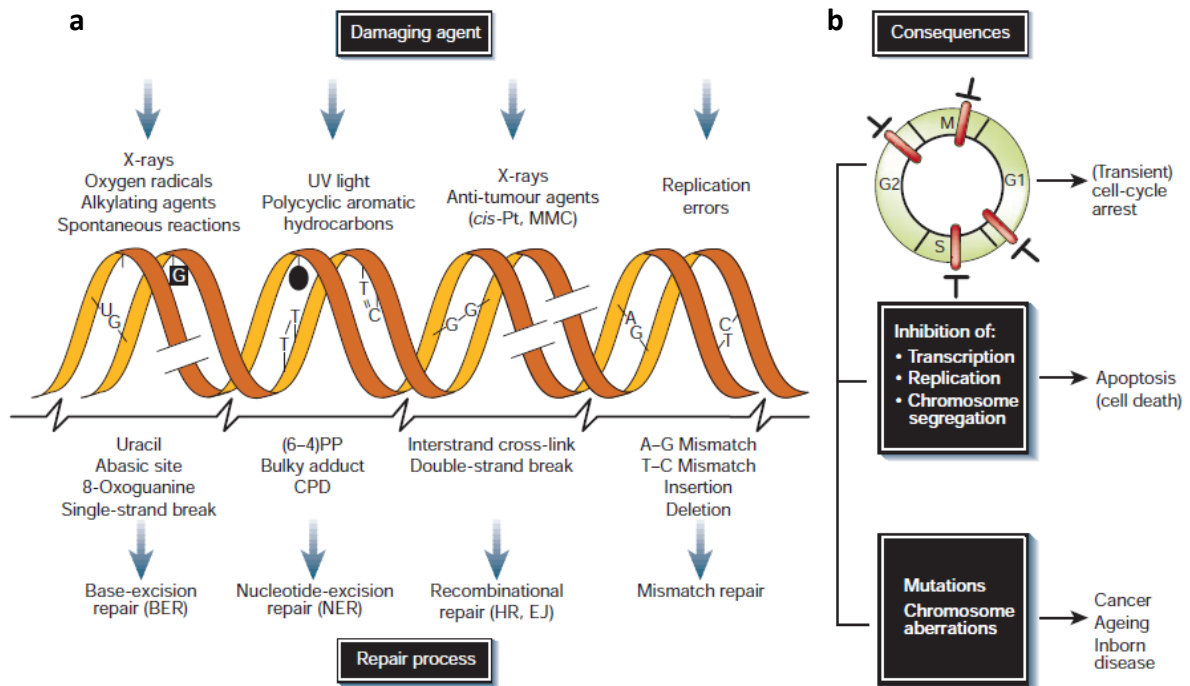 a
Damaging agent
X-rays
Oxygen radicals
Alkylating agents
Spontaneous reactions
UV light
Polycyclic aromatic
hydrocarbons
X-rays
Anti-tumour agents
(cis-Pt, MMC)
Replication
errors
U
G
G
T
T
T
C
G
G
A
G
C
T
Uracil
Abasic site
8-Oxoguanine
Single-strand break
(6–4)PP
Bulky adduct
CPD
Interstrand cross-link
Double-strand break
A–G Mismatch
T–C Mismatch
Insertion
Deletion
Base-excision
repair (BER)
Nucleotide-excision
repair (NER)
Recombinational
repair (HR, EJ)
Mismatch repair
Repair process
b
Consequences
M
G2
G1
S
(Transient)
cell-cycle
arrest
Inhibition of:
• Transcription
• Replication
• Chromosome
segregation
Apoptosis
(cell death)
Mutations
Chromosome
aberrations
Cancer
Ageing
Inborn
disease